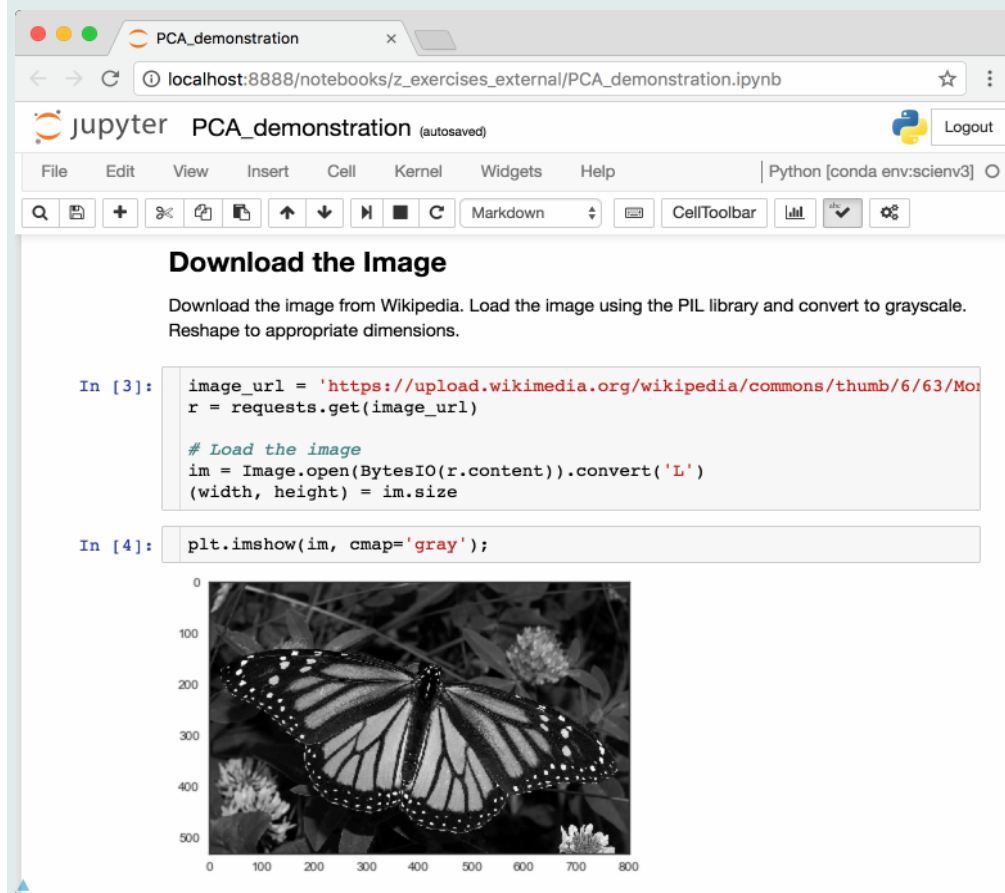 PCA_demonstration ×
localhost:8888/notebooks/z_exercises_external/PCA_demonstration.ipynb
jupyter PCA_demonstration (autosaved) Logout
File Edit View Insert Cell Kernel Widgets Help Python [conda env:scienv3]
Markdown CellToolbar abc
Download the Image
Download the image from Wikipedia. Load the image using the PIL library and convert to grayscale.
Reshape to appropriate dimensions.
In [3]: image_url = 'https://upload.wikimedia.org/wikipedia/commons/thumb/6/63/Mon
r = requests.get(image_url)
# Load the image
im = Image.open(BytesIO(r.content)).convert('L')
(width, height) = im.size
In [4]: plt.imshow(im, cmap='gray');
0
100
200
300
400
500
0 100 200 300 400 500 600 700 800